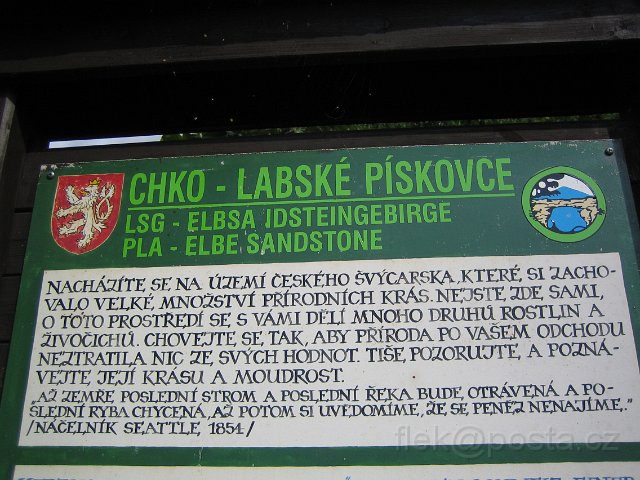 CHKO - LABSKÉ PÍSKOVCE
LSG - ELBSA IDSTEINGEBIRGE
PLA - ELBE SANDSTONE
NACHÁZÍTE SE NA ÚZEMÍ ČESKÉHO ŠVÝCARSKA, KTERÉ SI ZACHO-
VALO VELKÉ MNOŽSTVÍ PŘÍRODNÍCH KRÁS. NEJSTE ZDE SAMI,
O TOTO PROSTŘEDÍ SE S VÁMI DĚLÍ MNOHO DRUHŮ ROSTLIN A
ŽIVOČICHŮ. CHOVEJTE SE TAK, ABY PŘÍRODA PO VAŠEM ODCHODU
NEZTRATILA NIC ZE SVÝCH HODNOT. TIŠE POZORUJTE, A POZNÁ-
VEJTE JEJÍ KRÁSU A MOUDROST.
„AŽ ZEMŘE POSLEDNÍ STROM A POSLEDNÍ ŘEKA BUDE OTRÁVENÁ A PO-
SLEDNÍ RYBA CHYCENÁ, AŽ POTOM SI UVĚDOMÍME, ŽE SE PENĚZ NENAJÍME.."
/NÁČELNÍK SEATTLE 1854/
flek@posta.cz